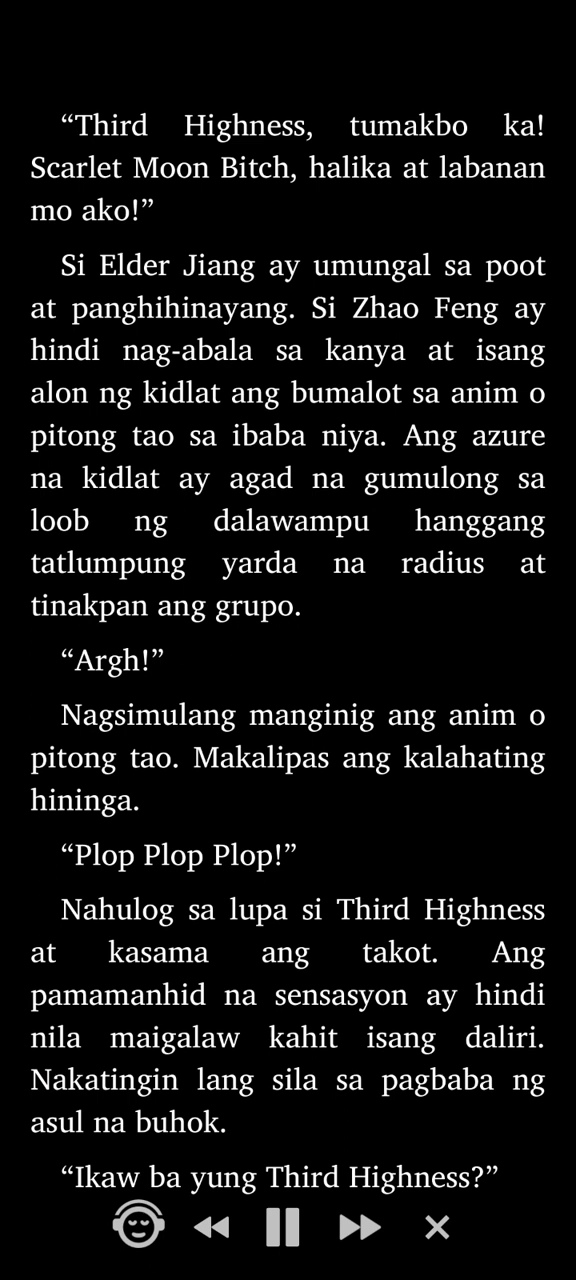 “Third Highness, tumakbo ka!
Scarlet Moon Bitch, halika at labanan
mo ako!”
Si Elder Jiang ay umungal sa poot
at panghihinayang. Si Zhao Feng ay
hindi nag-abala sa kanya at isang
alon ng kidlat ang bumalot sa anim o
pitong tao sa ibaba niya. Ang azure
na kidlat ay agad na gumulong sa
loob ng dalawampu hanggang
tatlumpung yarda na radius at
tinakpan ang grupo.
“Argh!”
Nagsimulang manginig ang anim o
pitong tao. Makalipas ang kalahating
hininga.
“Plop Plop Plop!”
Nahulog sa lupa si Third Highness
at kasama ang takot. Ang
pamamanhid na sensasyon ay hindi
nila maigalaw kahit isang daliri.
Nakatingin lang sila sa pagbaba ng
asul na buhok.
“Ikaw ba yung Third Highness?”